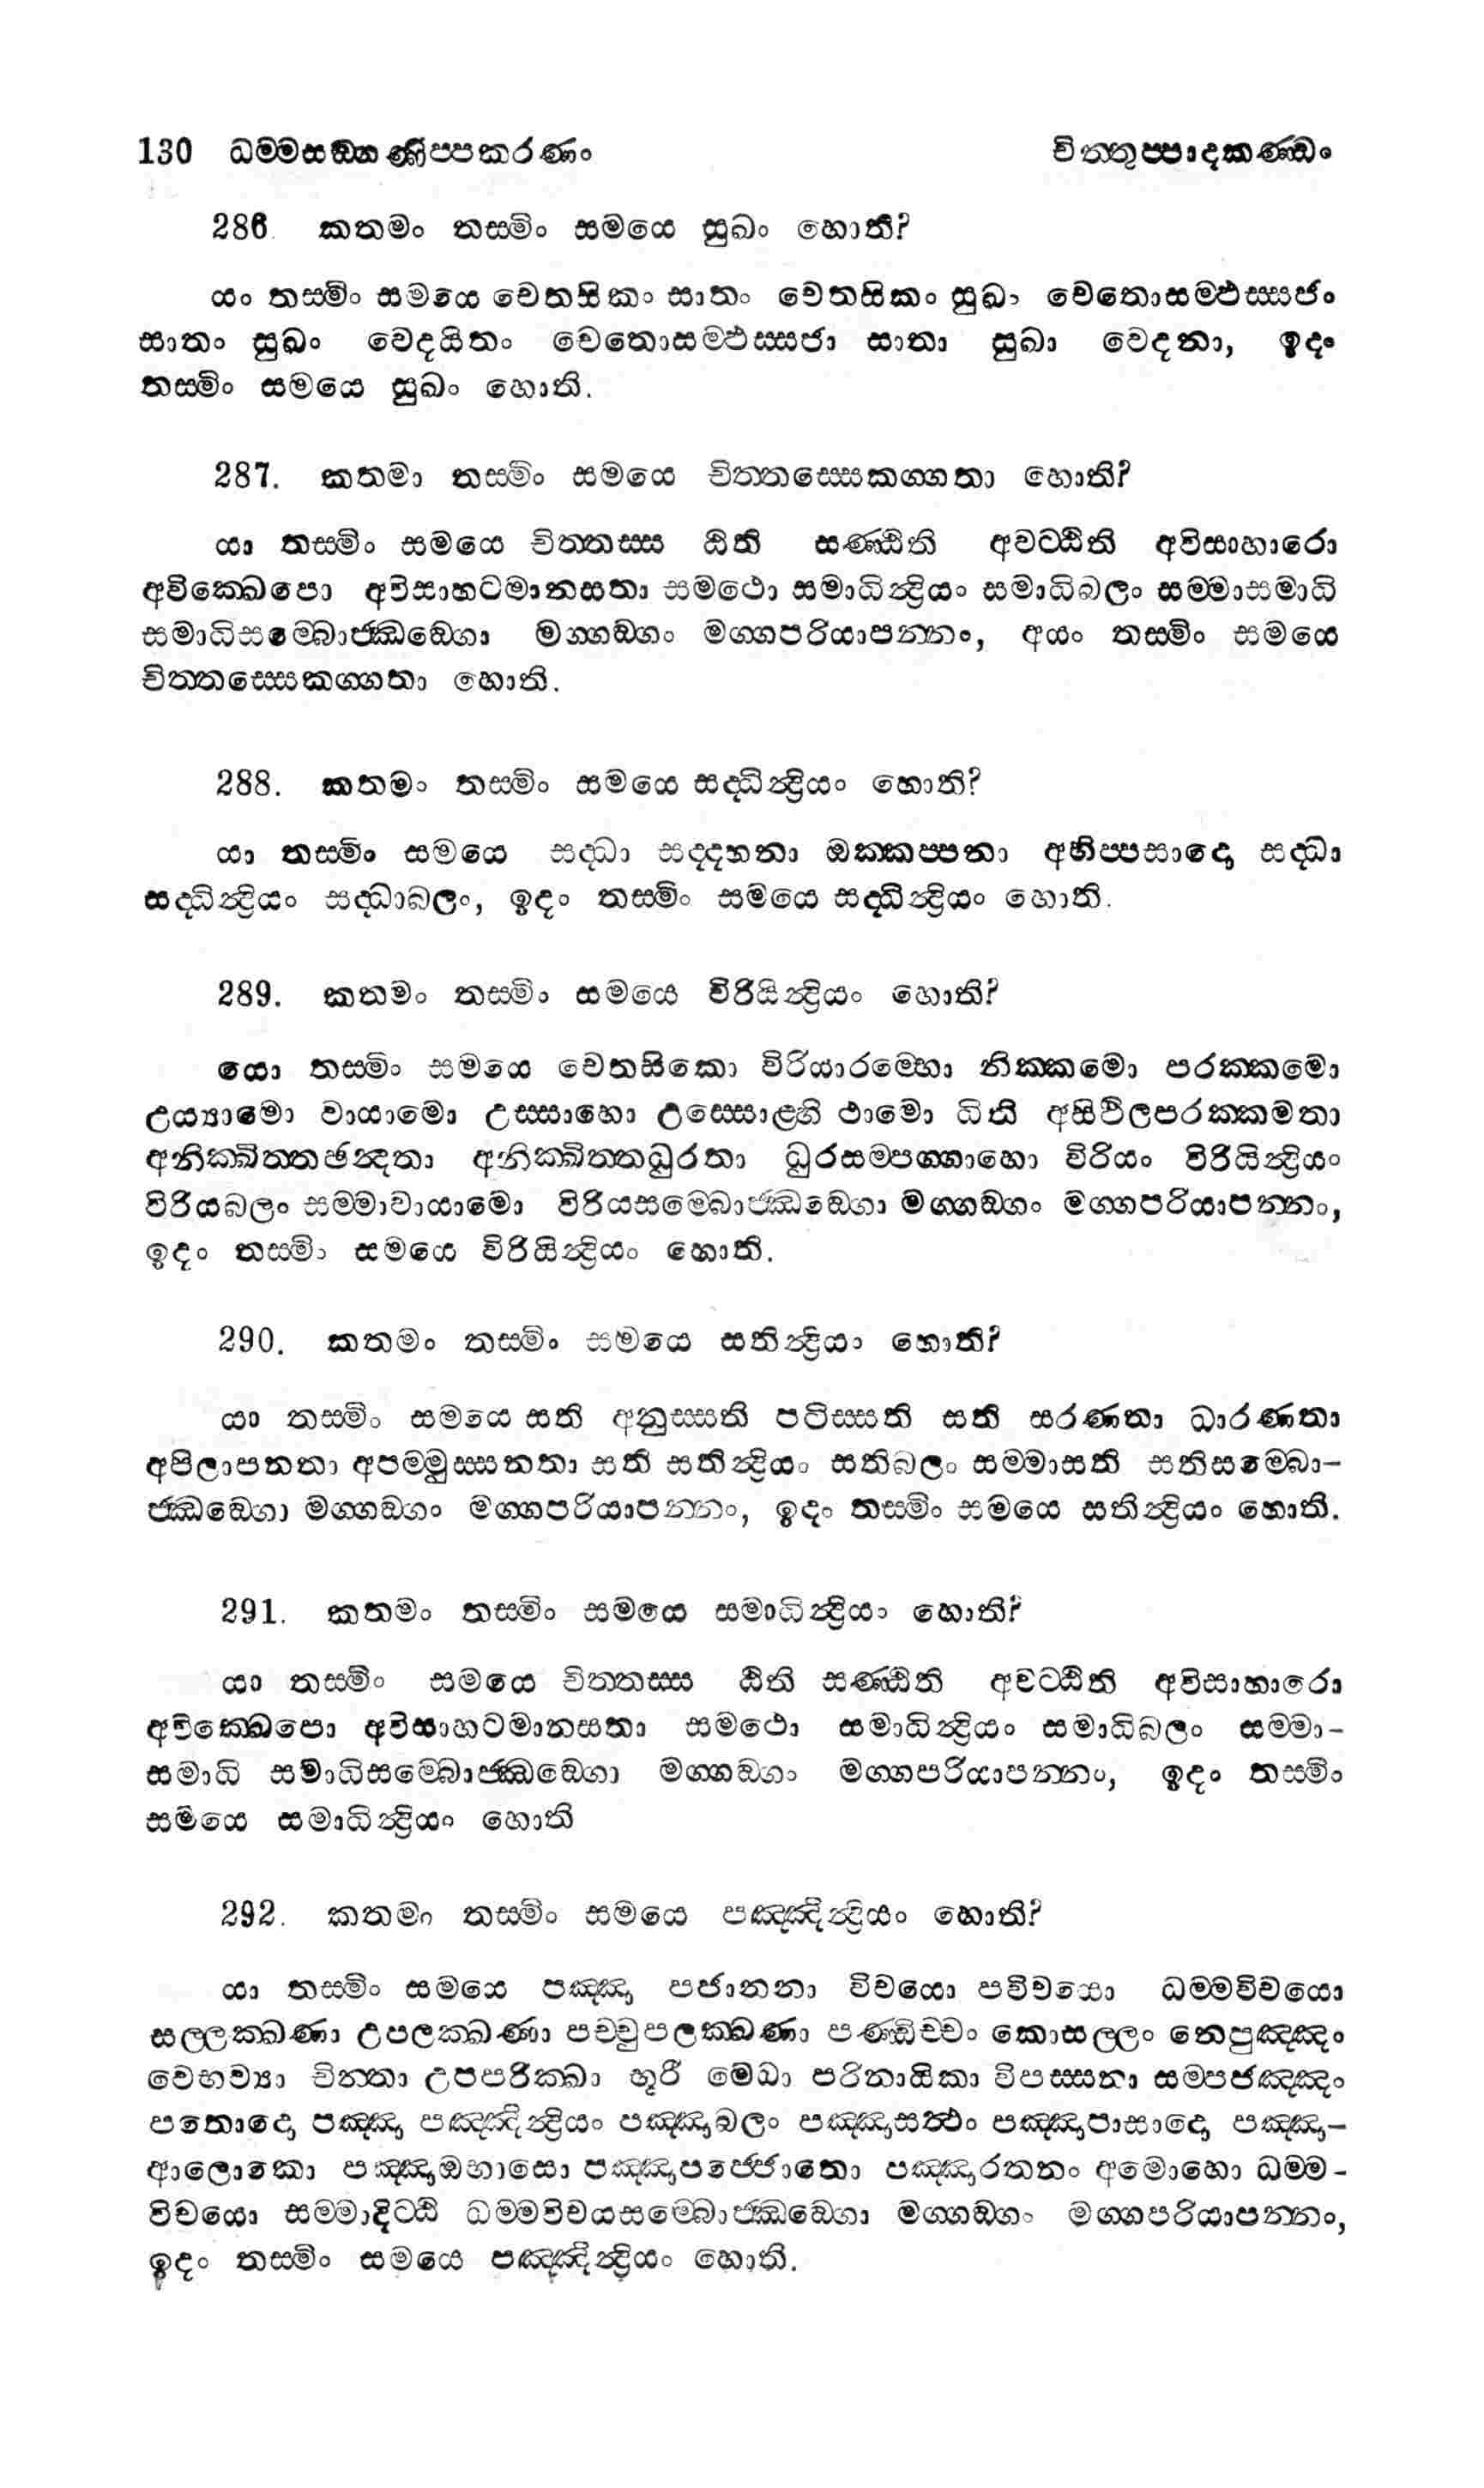 130 ධම්මසඞ්ගණිප්පකරණං චිත්තුප්පාදකණ්ඩං
286. කතමං තස්මිං සමයෙ සුඛං හොති?
යං තස්මිං සමයෙ චෙතසිකං සාතං චෙතසිකං සුඛං චෙතොසම්ඵස්සජං
සාතං සුඛං වෙදයිතං චෙතොසම්ඵස්සජා සාතා සුඛා වෙදනා, ඉදං
තස්මිං සමයෙ සුඛං හොති.
287. කතමා තස්මිං සමයෙ චිත්තස්සෙකග්ගතා හොති?
යා තස්මිං සමයෙ චිත්තස්ස ඨිති සණ්ඨිති අවට්ඨිති අවිසාහාරො
අවික්ඛෙපො අවිසාහටමානසතා සමථො සමාධින්ද්‍රියං සමාධිබලං සම්මාසමාධි
සමාධිසම්බොජ්ඣඞ්ගො මග්ගඞ්ගං මග්ගපරියාපන්නං, අයං තස්මිං සමයෙ
චිත්තස්සෙකග්ගතා හොති.
288. කතමං තස්මිං සමයෙ සද්ධින්ද්‍රියං හොති?
යා තස්මිං සමයෙ සද්ධා සද්දහනා ඔකප්පනා අභිප්පසාදො සද්ධා
සද්ධින්ද්‍රියං සද්ධාබලං, ඉදං තස්මිං සමයෙ සද්ධින්ද්‍රියං හොති.
289. කතමං තස්මිං සමයෙ විරියින්ද්‍රියං හොති?
යො තස්මිං සමයෙ චෙතසිකො විරියාරම්භො නික්කමො පරක්කමො
උය්‍යාමො වායාමො උස්සාහො උස්සොළ්හි ථාමො ධිති අසිථිලපරක්කමතා
අනික්ඛිත්තඡන්දතා අනික්ඛිත්තධුරතා ධුරසම්පග්ගාහො විරියං විරියින්ද්‍රියං
විරියබලං සම්මාවායාමො විරියසම්බොජ්ඣඞ්ගො මග්ගඞ්ගං මග්ගපරියාපන්නං,
ඉදං තස්මිං සමයෙ විරියින්ද්‍රියං හොති.
290. කතමං තස්මිං සමයෙ සතින්ද්‍රියං හොති?
යා තස්මිං සමයෙ සති අනුස්සති පටිස්සති සති සරණතා ධාරණතා
අපිලාපනතා අපම්මුස්සනතා සති සතින්ද්‍රියං සතිබලං සම්මාසති සතිසම්බො-
ජ්ඣඞ්ගො මග්ගඞ්ගං මග්ගපරියාපන්නං, ඉදං තස්මිං සමයෙ සතින්ද්‍රියං හොති.
291. කතමං තස්මිං සමයෙ සමාධින්ද්‍රියං හොති?
යා තස්මිං සමයෙ චිත්තස්ස ඨිති සණ්ඨිති අවට්ඨිති අවිසාහාරො
අවික්ඛෙපො අවිසාහටමානසතා සමථො සමාධින්ද්‍රියං සමාධිබලං සම්මා-
සමාධි සමාධිසම්බොජ්ඣඞ්ගො මග්ගඞ්ගං මග්ගපරියාපන්නං, ඉදං තස්මිං
සමයෙ සමාධින්ද්‍රියං හොති
292. කතමං තස්මිං සමයෙ පඤ්ඤින්ද්‍රියං හොති?
යා තස්මිං සමයෙ පඤ්ඤා පජානනා විචයො පවිචයො ධම්මවිචයො
සල්ලක්ඛණා උපලක්ඛණා පච්චුපලක්ඛණා පණ්ඩිච්චං කොසල්ලං නෙපුඤ්ඤං
වෙභව්‍යා චින්තා උපපරික්ඛා භූරී මෙධා පරිනායිකා විපස්සනා සම්පජඤ්ඤං
පතොදො පඤ්ඤා පඤ්ඤින්ද්‍රියං පඤ්ඤාබලං පඤ්ඤාසත්ථං පඤ්ඤාපාසාදො පඤ්ඤා-
ආලොකො පඤ්ඤාඔභාසො පඤ්ඤාපජ්ජොතො පඤ්ඤාරතනං අමොහො ධම්ම-
විචයො සම්මාදිට්ඨි ධම්මවිචයසම්බොජ්ඣඞ්ගො මග්ගඞ්ගං මග්ගපරියාපන්නං,
ඉදං තස්මිං සමයෙ පඤ්ඤින්ද්‍රියං හොති.